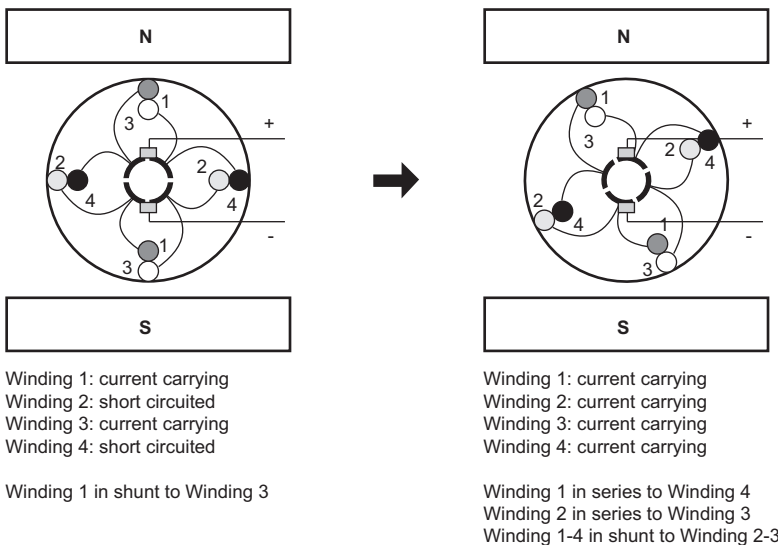 N
1
3
+
2
2
4
4
1
3
-
S
Winding 1: current carrying
Winding 2: short circuited
Winding 3: current carrying
Winding 4: short circuited
Winding 1 in shunt to Winding 3
N
1
3
+
2
4
2
4
1
3
-
S
Winding 1: current carrying
Winding 2: current carrying
Winding 3: current carrying
Winding 4: current carrying
Winding 1 in series to Winding 4
Winding 2 in series to Winding 3
Winding 1-4 in shunt to Winding 2-3